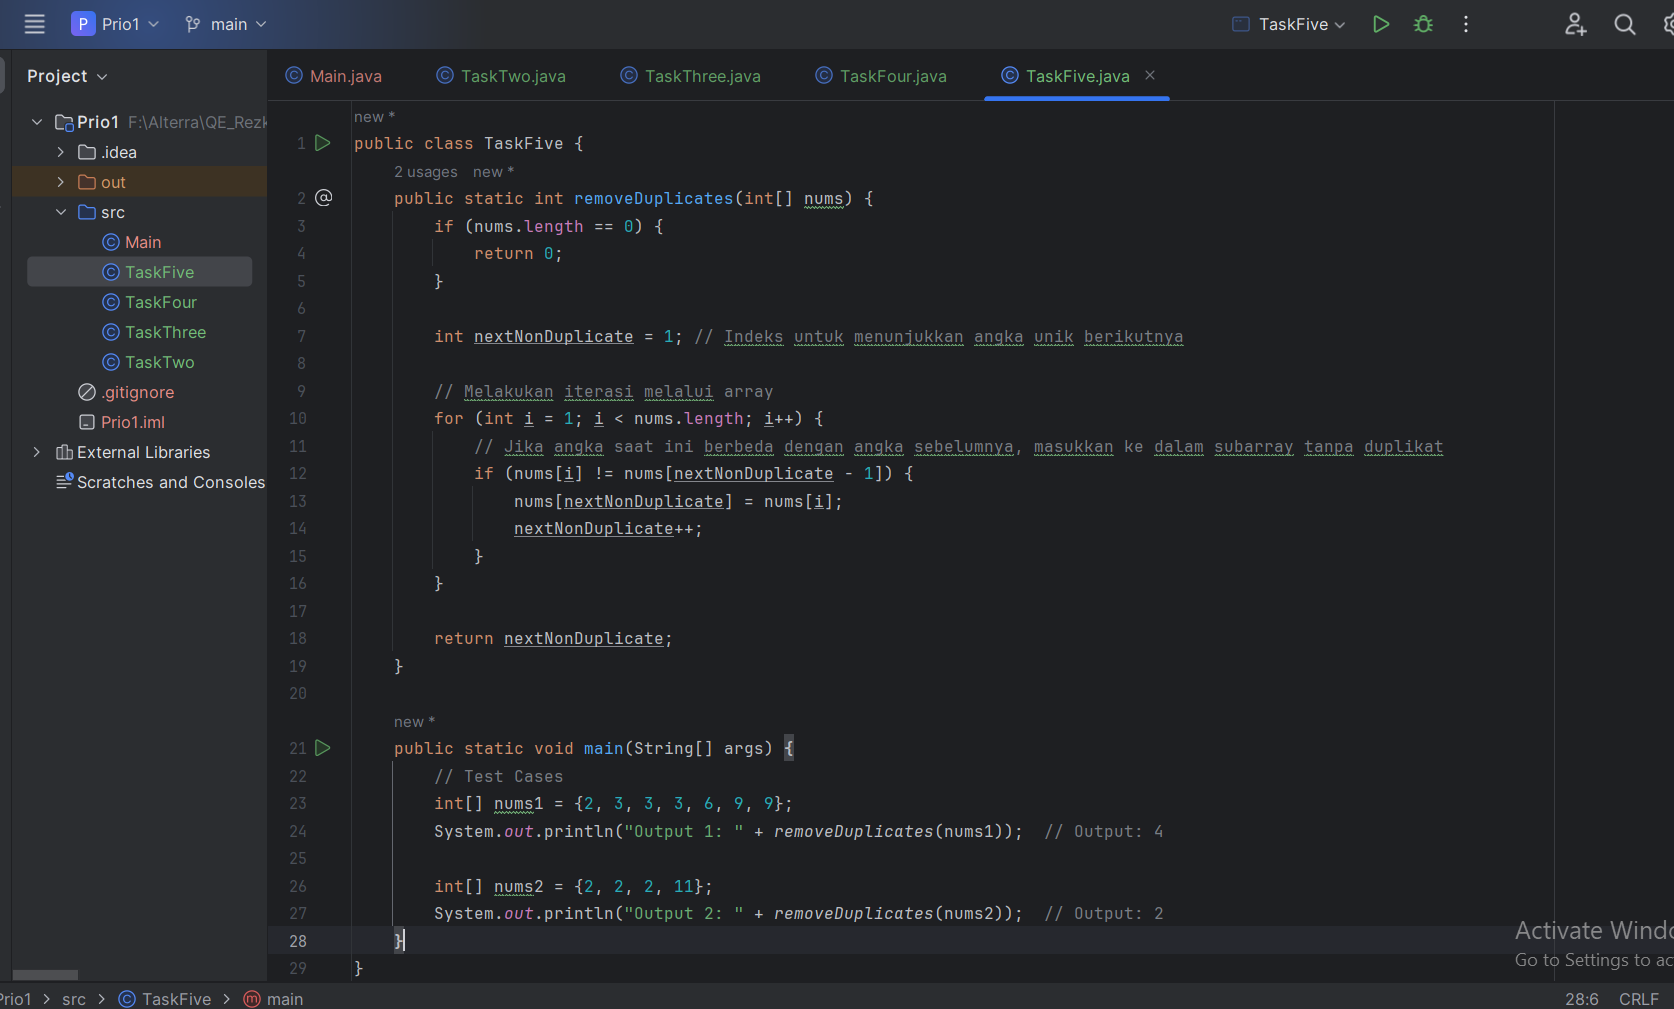 Prio1 main TaskFive
Project
Main.java TaskTwo.java TaskThree.java TaskFour.java TaskFive.java
Prio1 F:\Alterra\QE_Rezk
.idea
out
src
Main
TaskFive
TaskFour
TaskThree
TaskTwo
.gitignore
Prio1.iml
External Libraries
Scratches and Consoles
new *
1 public class TaskFive {
2 usages new *
2 @ public static int removeDuplicates(int[] nums) {
3 if (nums.length == 0) {
4 return 0;
5 }
6
7 int nextNonDuplicate = 1; // Indeks untuk menunjukkan angka unik berikutnya
8
9 // Melakukan iterasi melalui array
10 for (int i = 1; i < nums.length; i++) {
11 // Jika angka saat ini berbeda dengan angka sebelumnya, masukkan ke dalam subarray tanpa duplikat
12 if (nums[i] != nums[nextNonDuplicate - 1]) {
13 nums[nextNonDuplicate] = nums[i];
14 nextNonDuplicate++;
15 }
16 }
17
18 return nextNonDuplicate;
19 }
20
new *
21 public static void main(String[] args) {
22 // Test Cases
23 int[] nums1 = {2, 3, 3, 3, 6, 9, 9};
24 System.out.println("Output 1: " + removeDuplicates(nums1)); // Output: 4
25
26 int[] nums2 = {2, 2, 2, 11};
27 System.out.println("Output 2: " + removeDuplicates(nums2)); // Output: 2
28 }
29 }
Activate Windo
Go to Settings to ac
Prio1 > src > TaskFive > main 28:6 CRLF